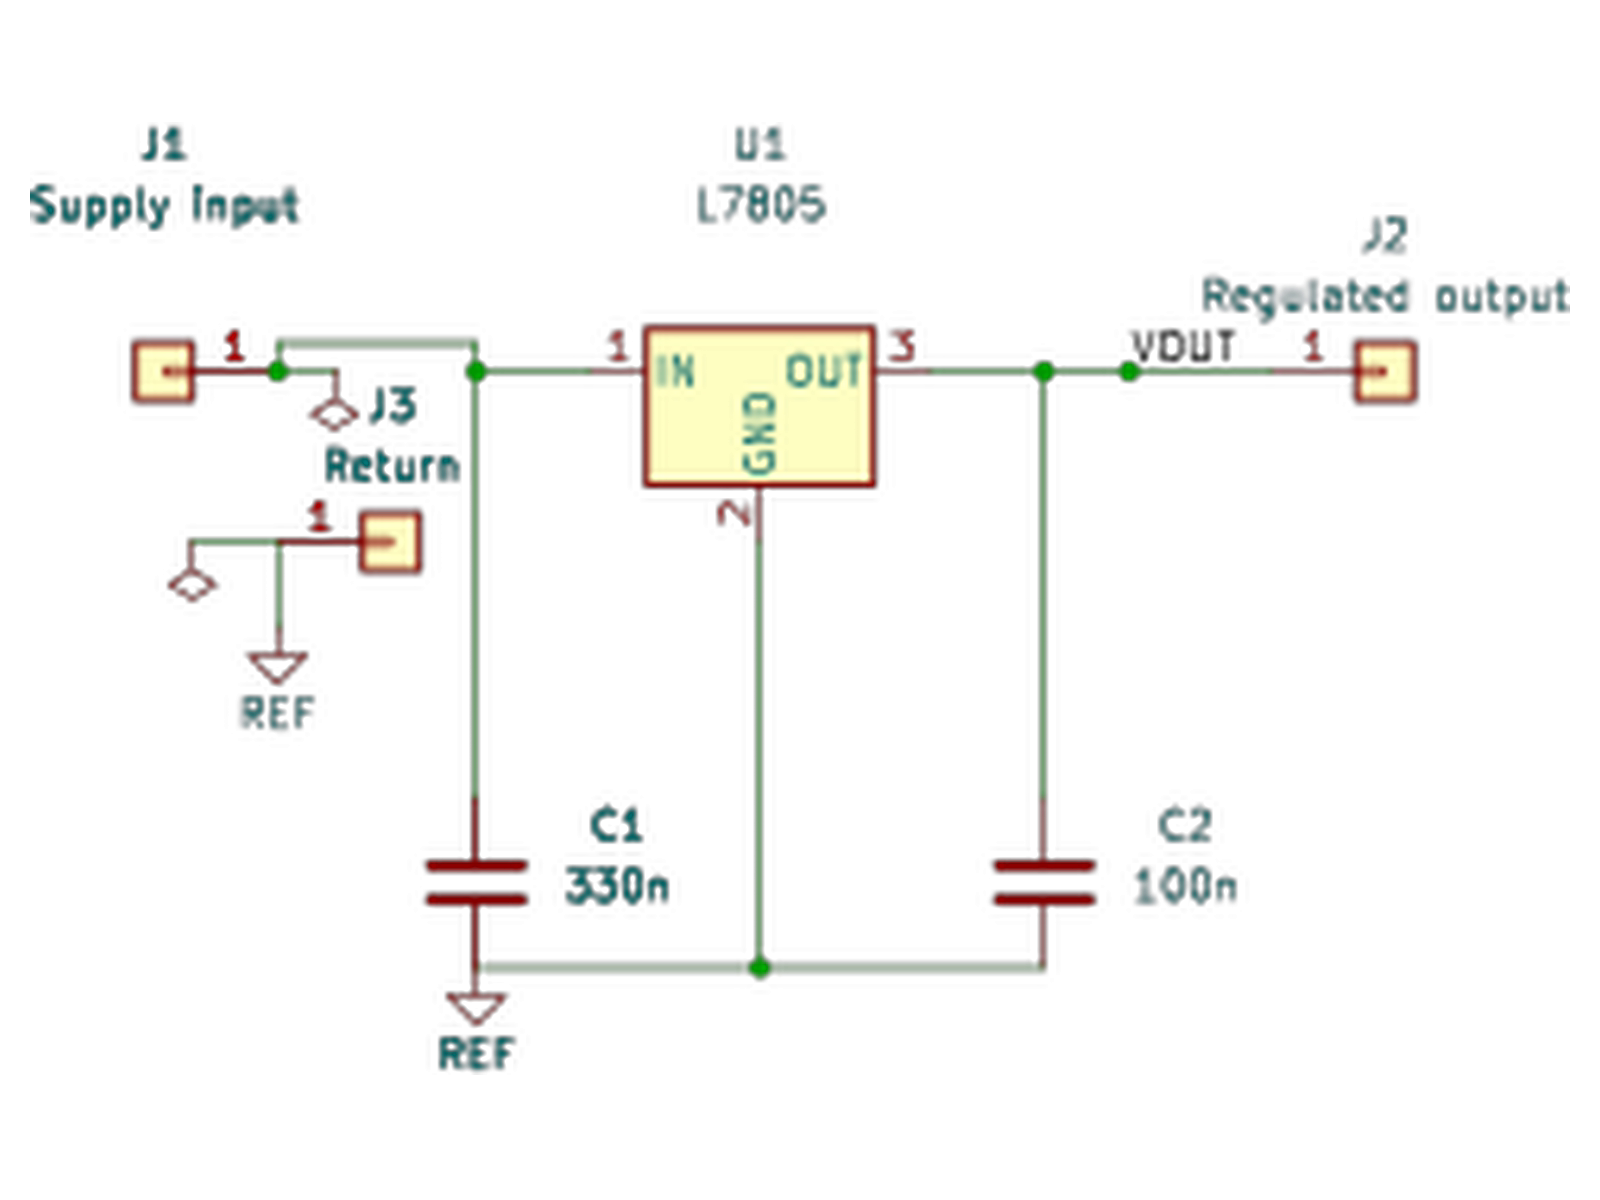 J1
Supply input
U1
L7805
J2
Regulated output
1
1
IN
OUT
GND
3
VOUT
1
J3
Return
2
1
REF
C1
330n
C2
100n
REF